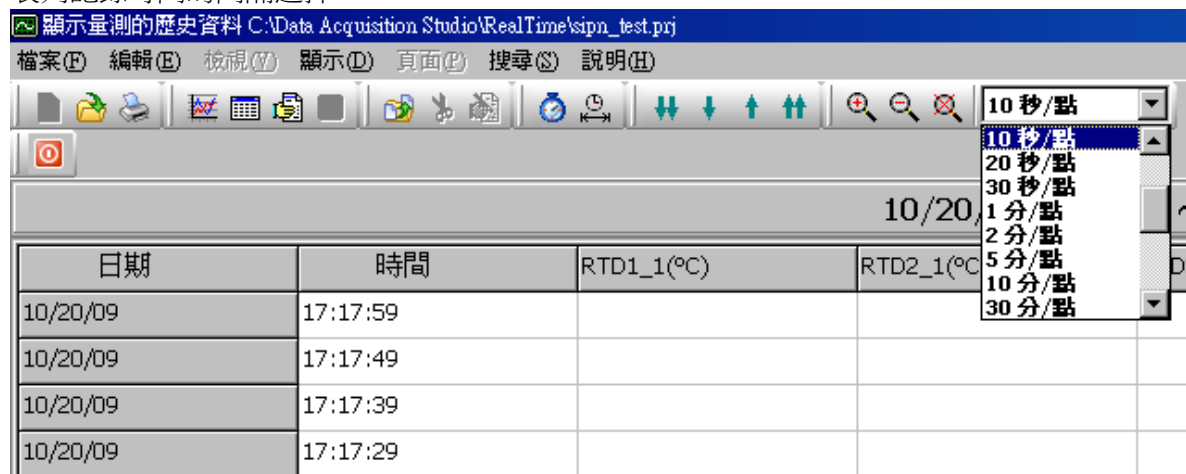 顯示量測的歷史資料 C:\Data Acquisition Studio\RealTime\sipn_test.prj
檔案(F) 編輯(E) 檢視(V) 顯示(D) 頁面(P) 搜尋(S) 說明(H)
10 秒/點
10 秒/點
20 秒/點
30 秒/點
1 分/點
2 分/點
5 分/點
10 分/點
30 分/點
10/20/
日期 時間 RTD1_1(°C) RTD2_1(°C
10/20/09 17:17:59
10/20/09 17:17:49
10/20/09 17:17:39
10/20/09 17:17:29